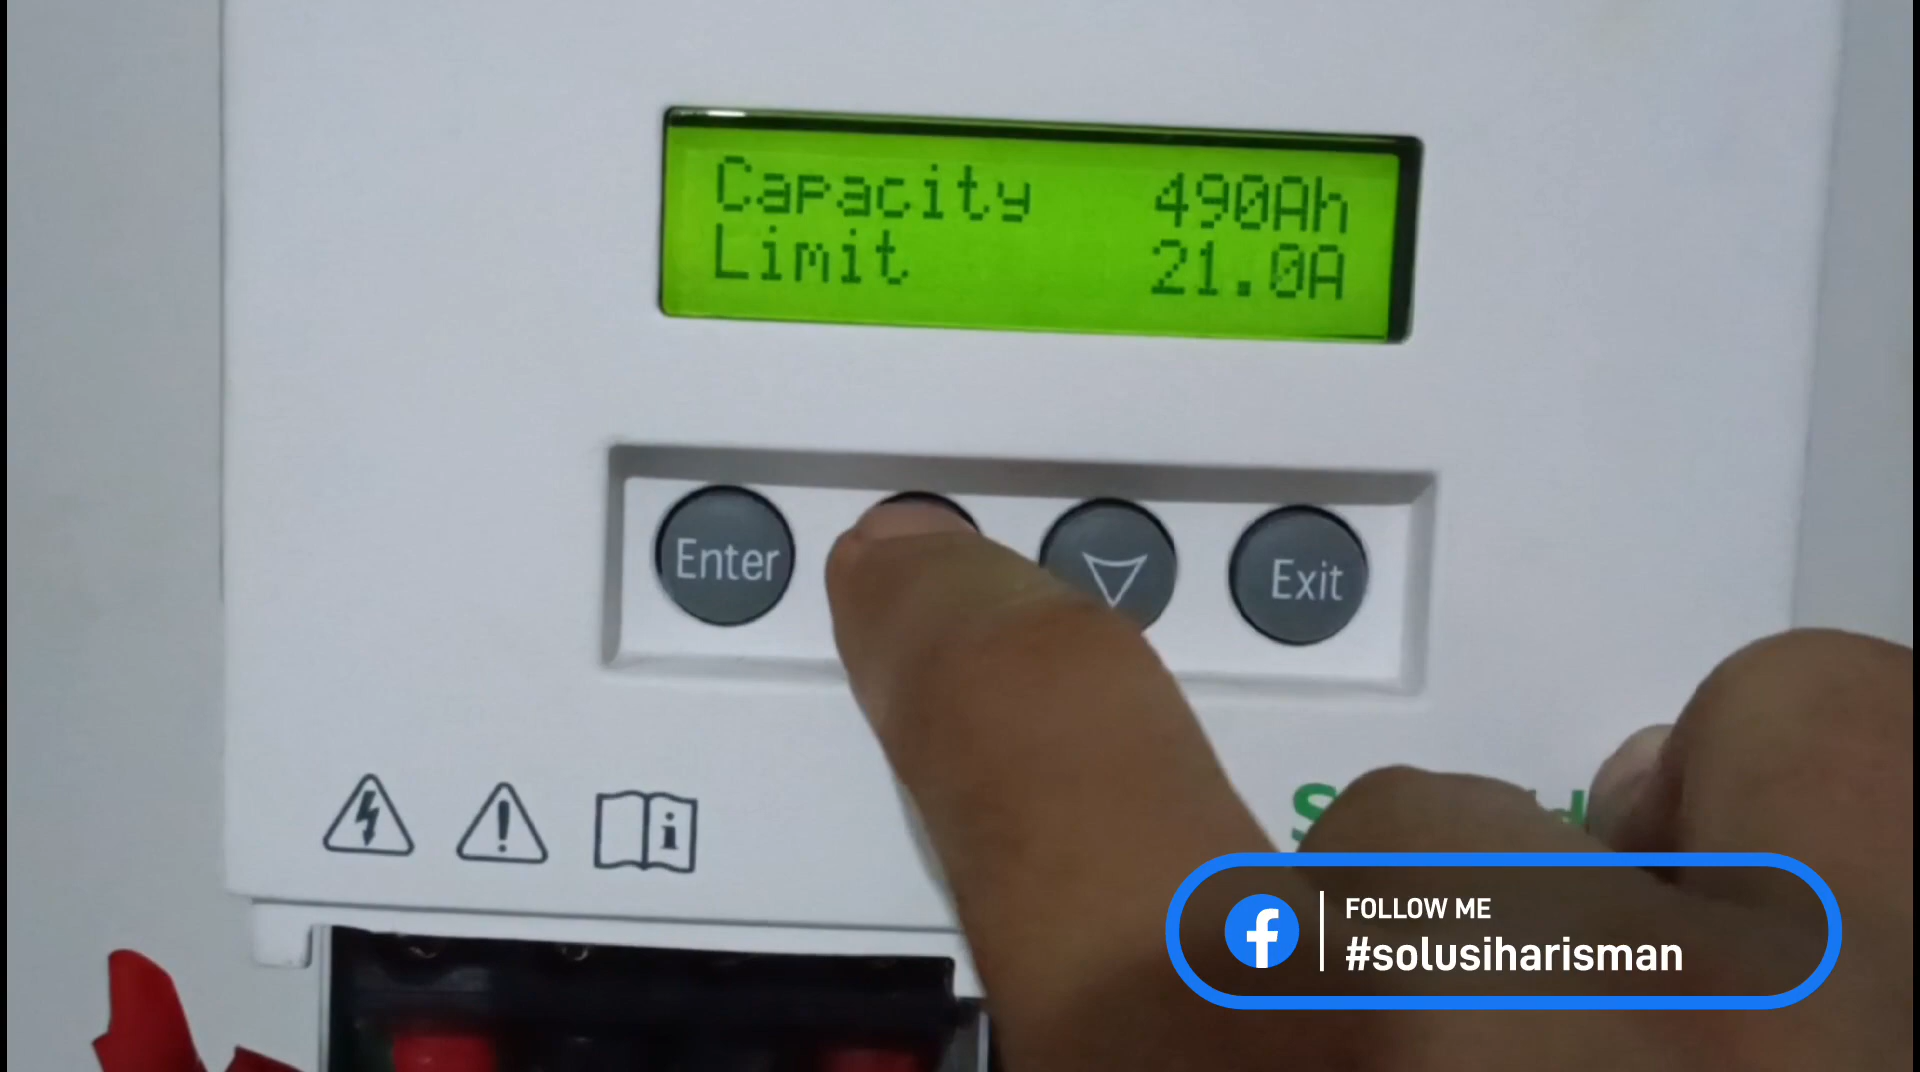 Capacity 490Ah
Limit 21.0A
Enter
Exit
i
FOLLOW ME
#solusiharisman